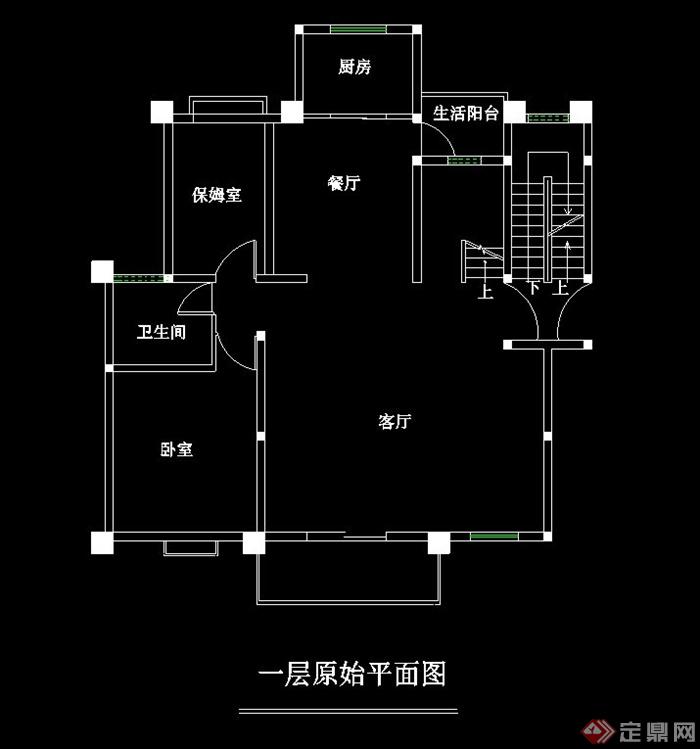 厨房
生活阳台
餐厅
保姆室
上
下 上
卫生间
客厅
卧室
一层原始平面图
定鼎网